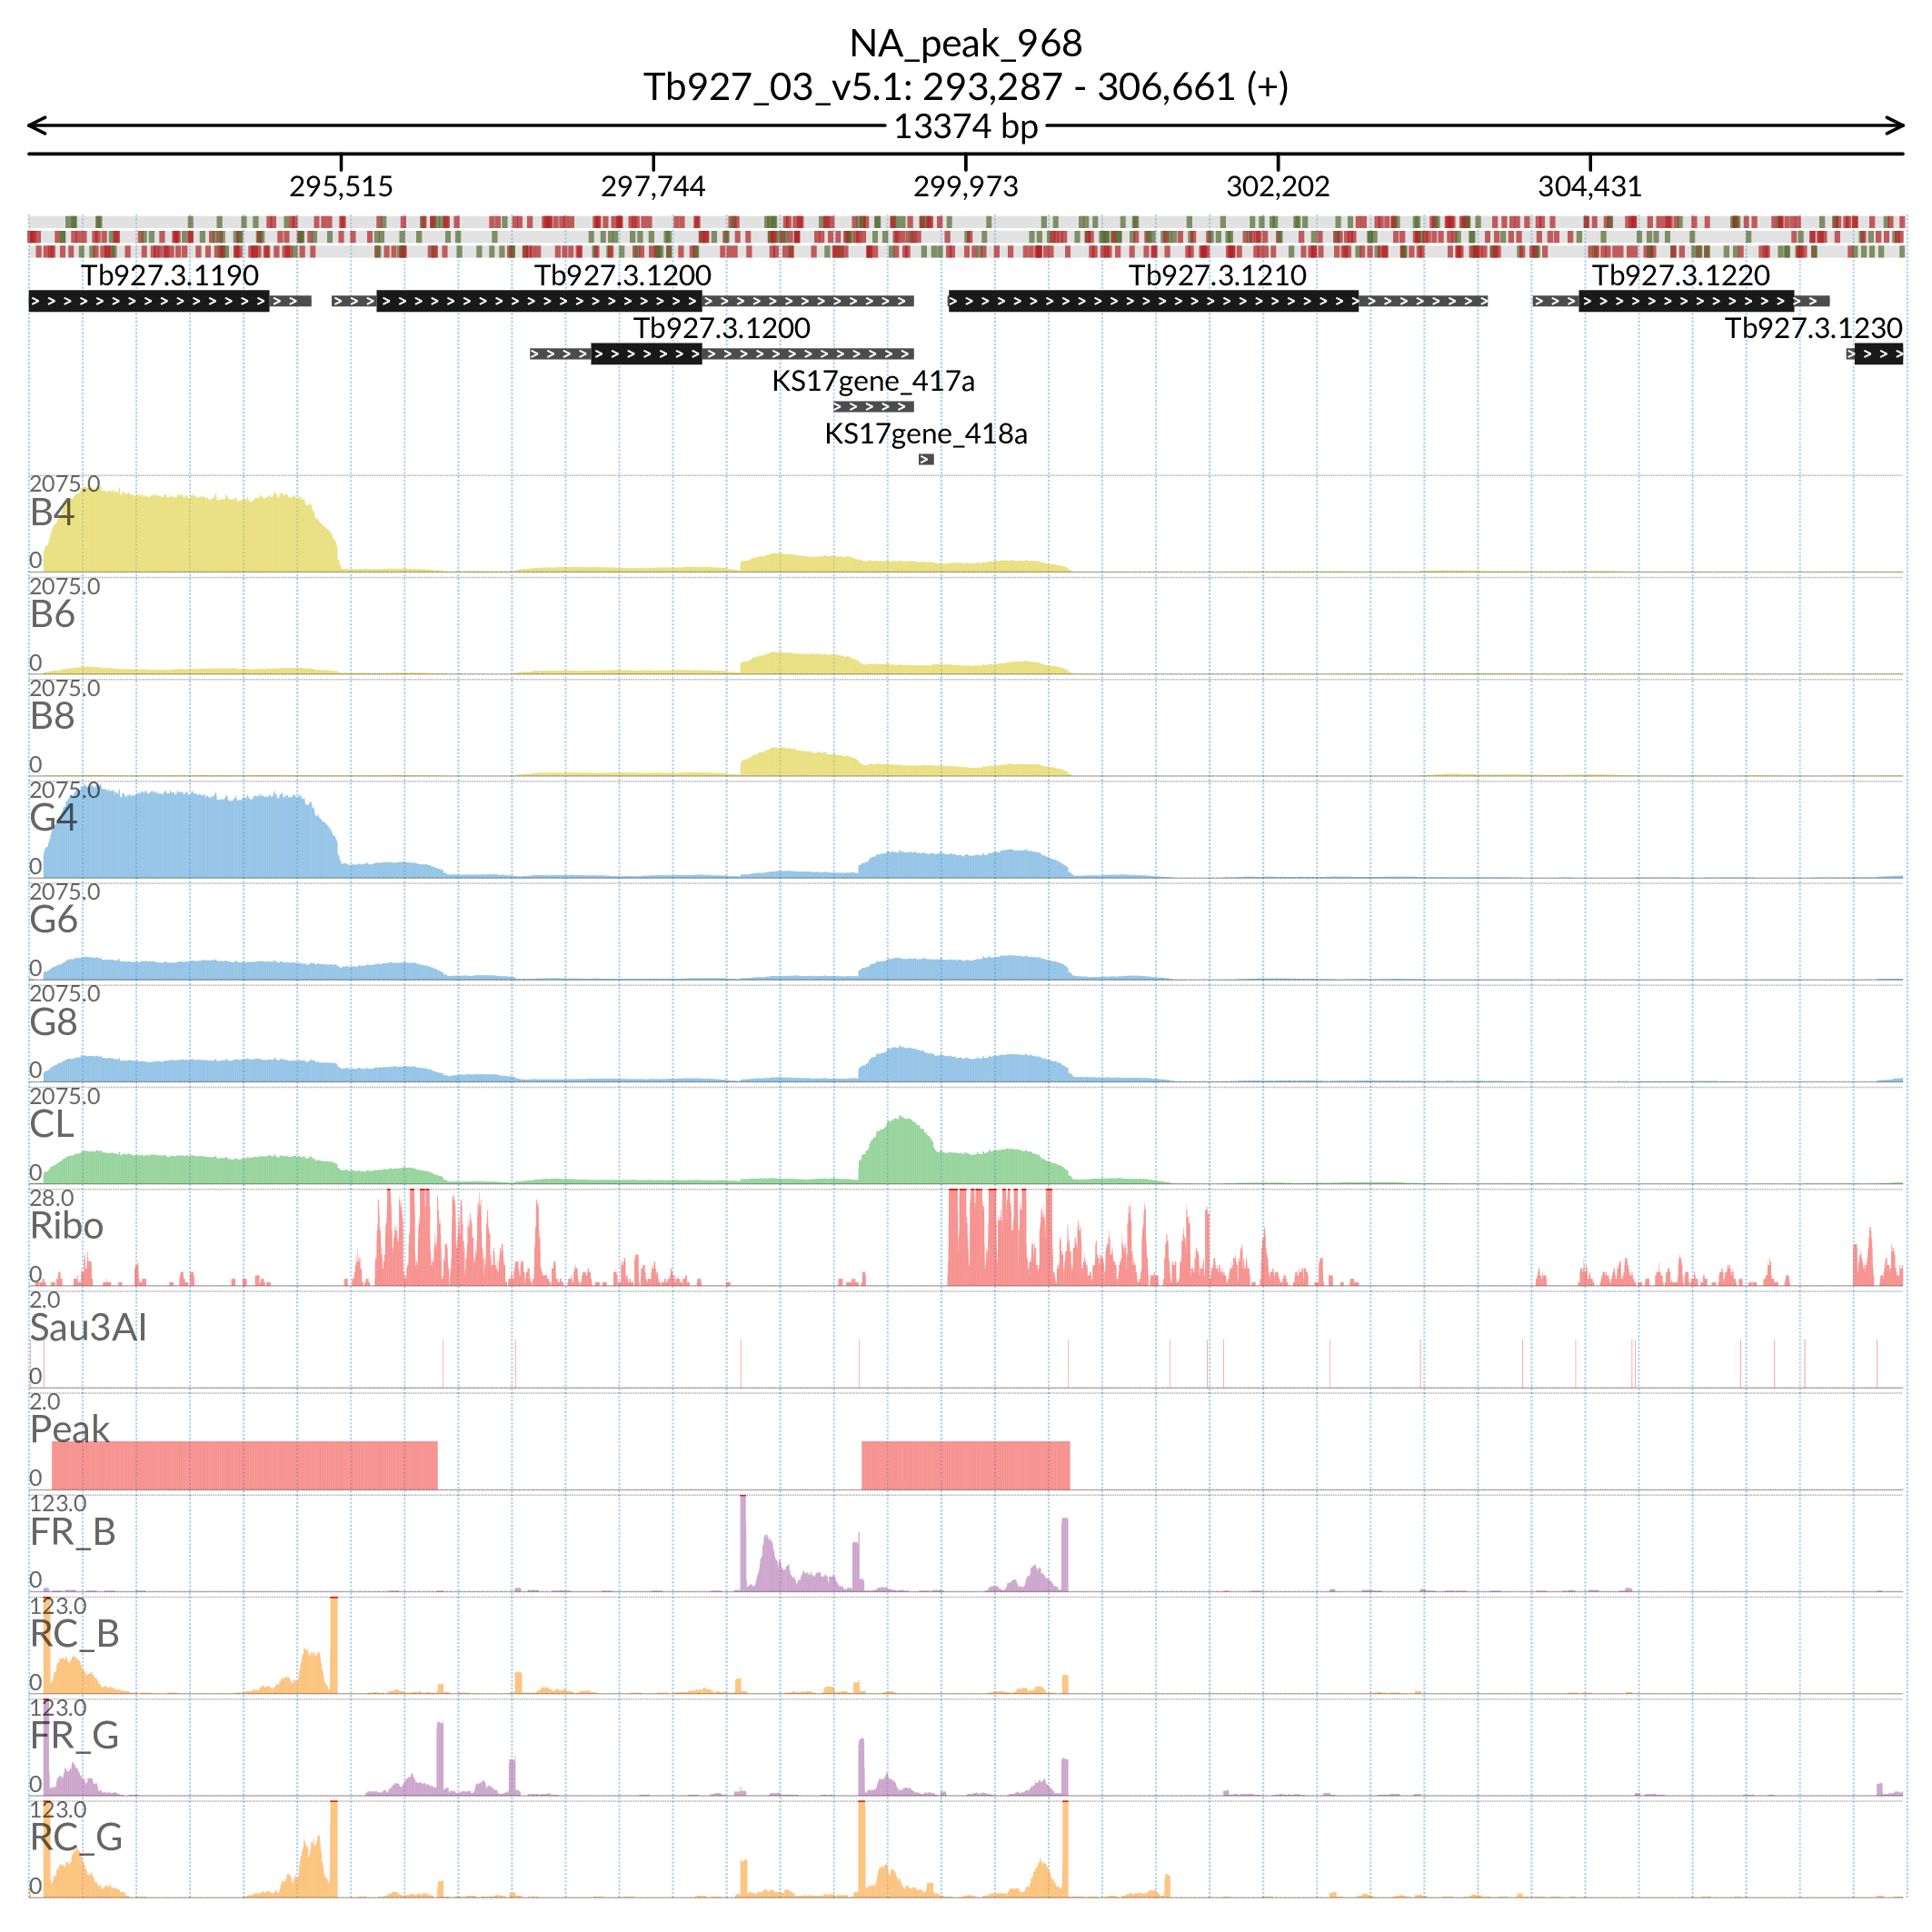 NA_peak_968
Tb927_03_v5.1: 293,287 - 306,661 (+)
13374 bp
295,515 297,744 299,973 302,202 304,431
Tb927.3.1190 Tb927.3.1200 Tb927.3.1210 Tb927.3.1220
Tb927.3.1200 Tb927.3.1230
KS17gene_417a
KS17gene_418a
2075.0
B4
0
2075.0
B6
0
2075.0
B8
0
2075.0
G4
0
2075.0
G6
0
2075.0
G8
0
2075.0
CL
0
28.0
Ribo
0
2.0
Sau3AI
0
2.0
Peak
0
123.0
FR_B
0
123.0
RC_B
0
123.0
FR_G
0
123.0
RC_G
0